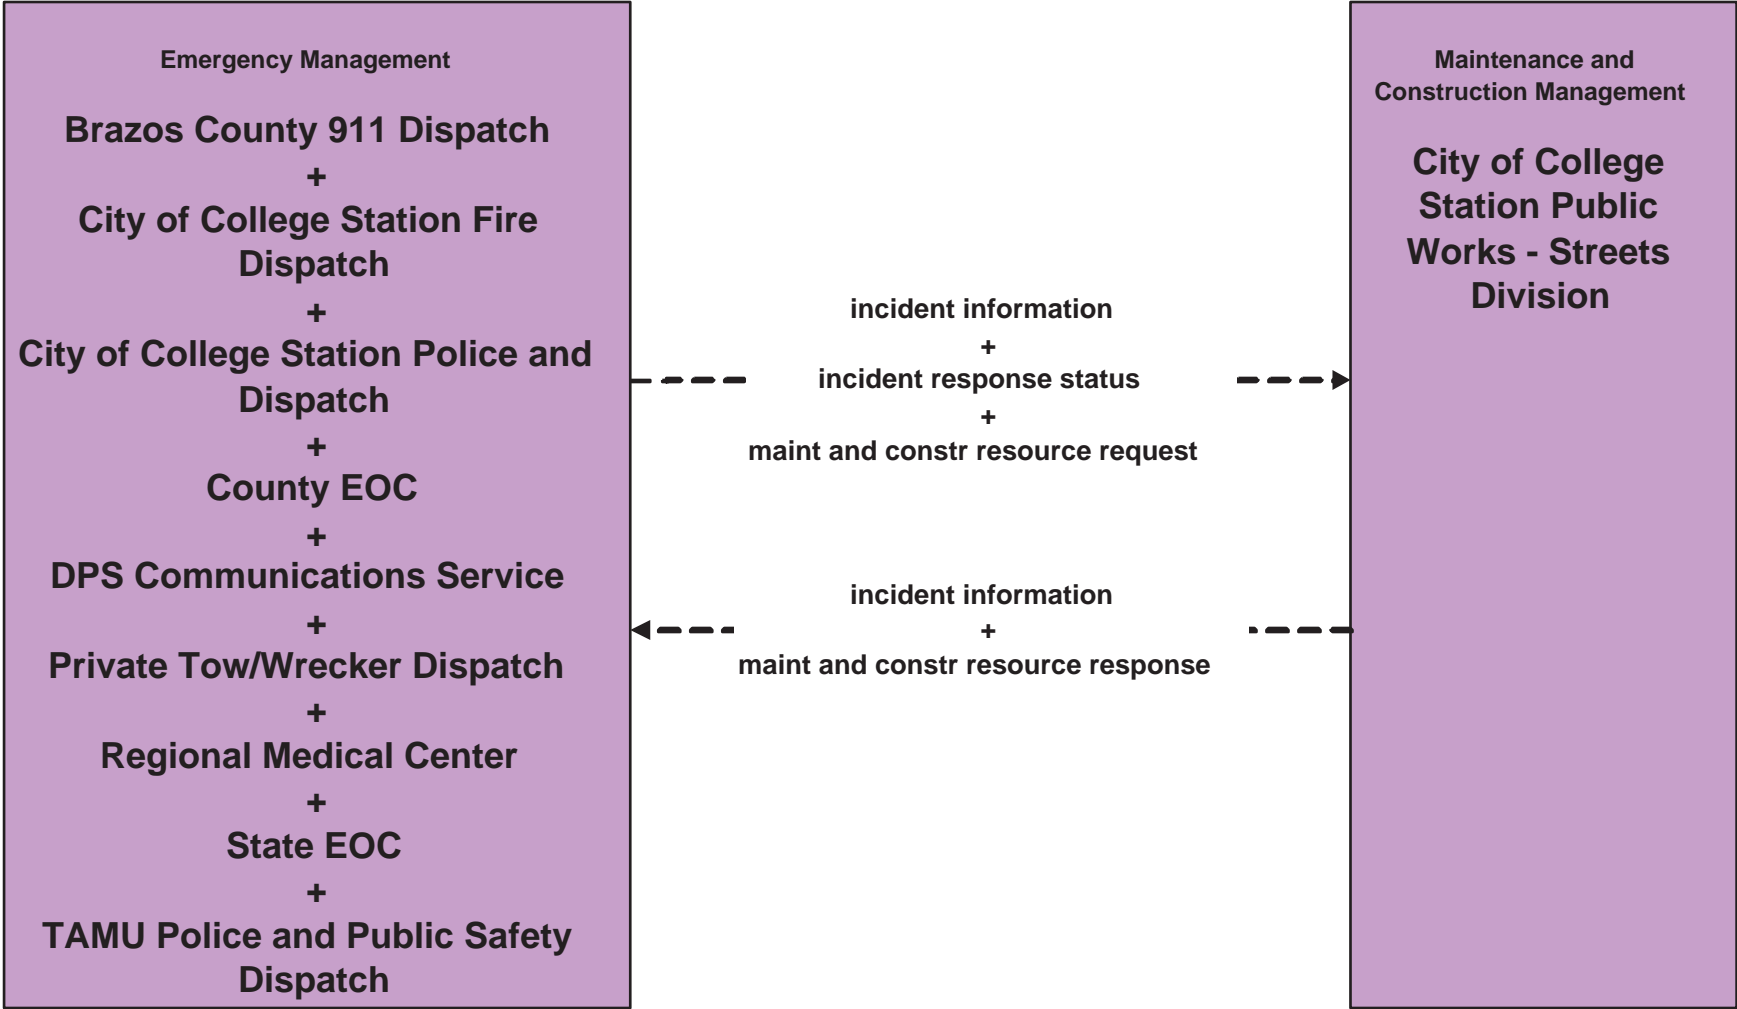 Emergency Management
Brazos County 911 Dispatch
+
City of College Station Fire
Dispatch
+
City of College Station Police and
Dispatch
+
County EOC
+
DPS Communications Service
+
Private Tow/Wrecker Dispatch
+
Regional Medical Center
+
State EOC
+
TAMU Police and Public Safety
Dispatch
incident information
+
incident response status
+
maint and constr resource request
incident information
+
maint and constr resource response
Maintenance and
Construction Management
City of College
Station Public
Works - Streets
Division